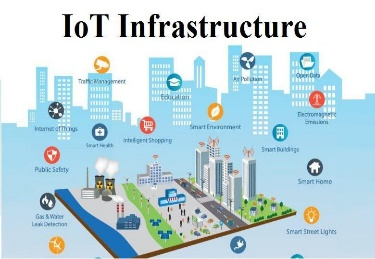 IoT Infrastructure
Traffic Management
Air Pollution
Open Data
Education
Electromagnetic
Emissions
Internet of Things
Smart Environment
Smart Health
Intelligent Shopping
Smart Buildings
Public Safety
Smart Home
Gas & Water
Leak Detection
Smart Street Lights